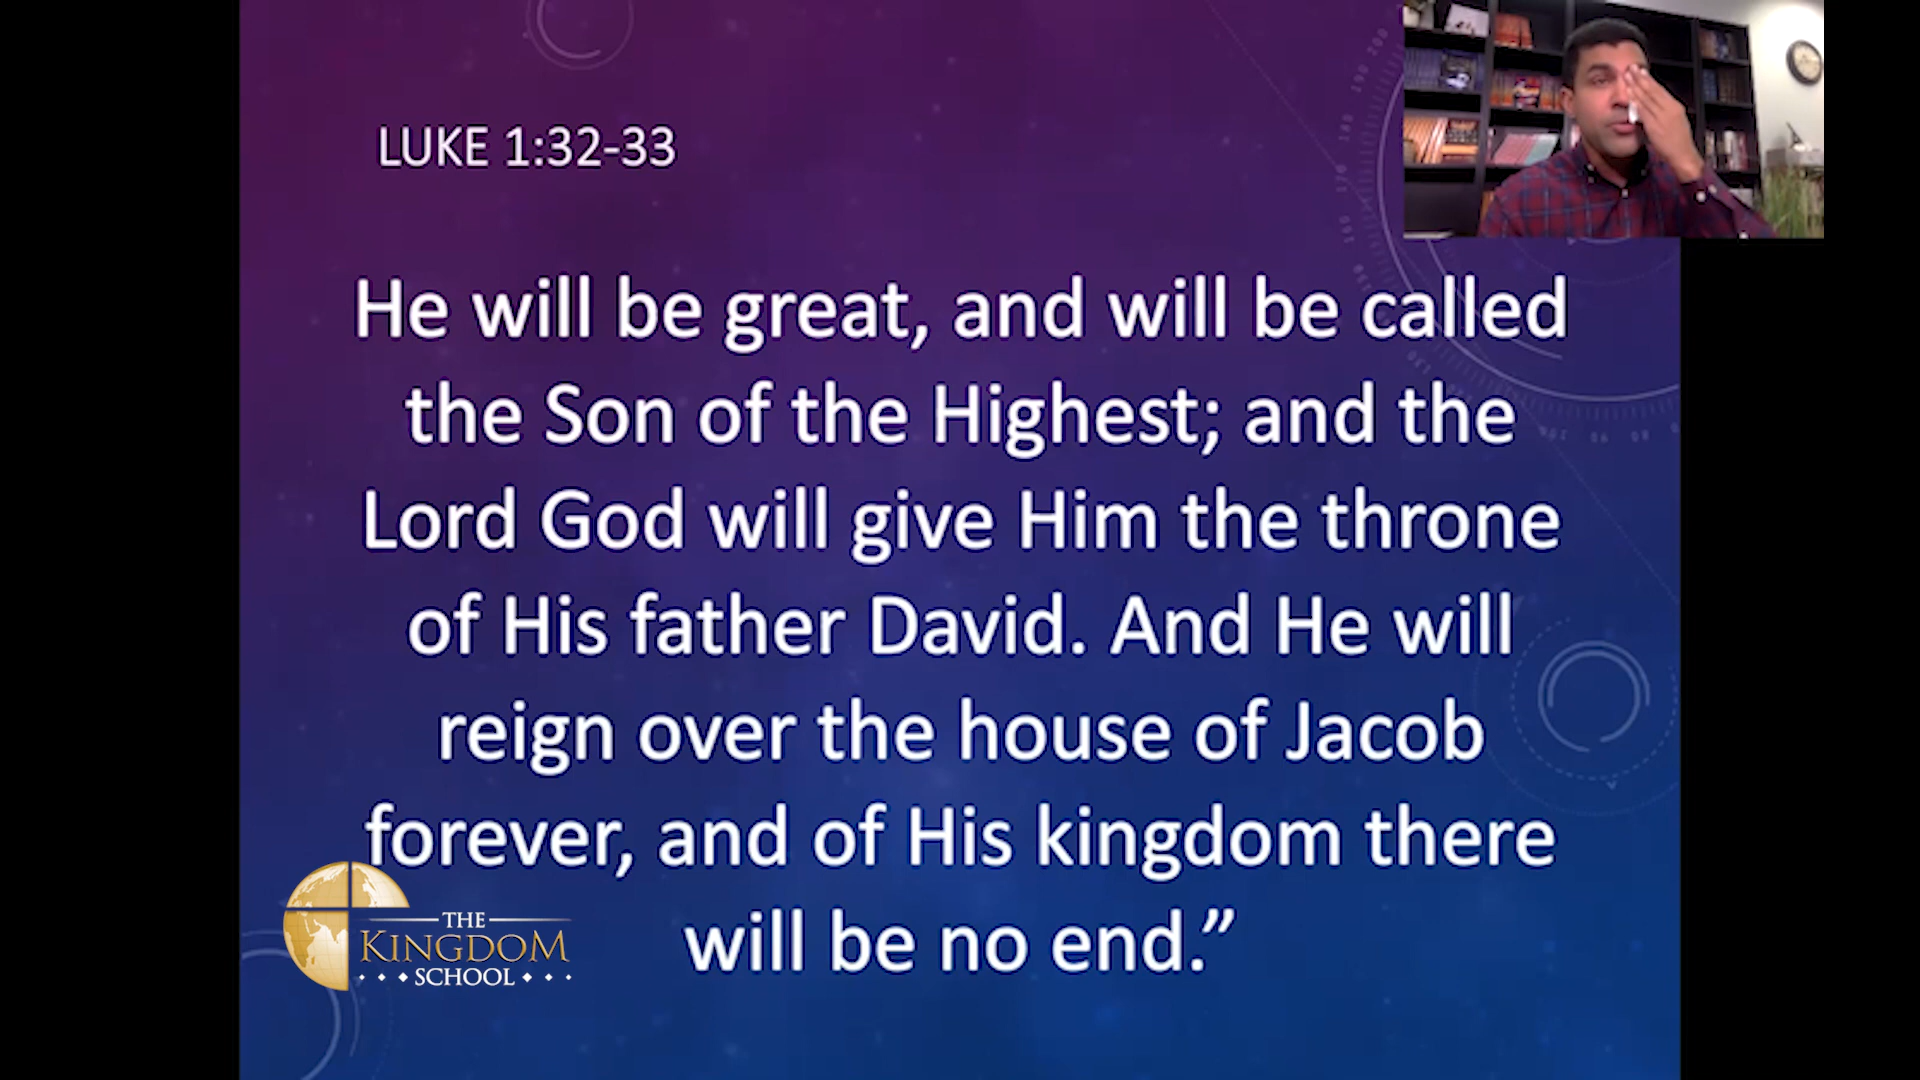 LUKE 1:32-33
He will be great, and will be called
the Son of the Highest; and the
Lord God will give Him the throne
of His father David. And He will
reign over the house of Jacob
forever, and of His kingdom there
will be no end.”
THE
KINGDOM
SCHOOL